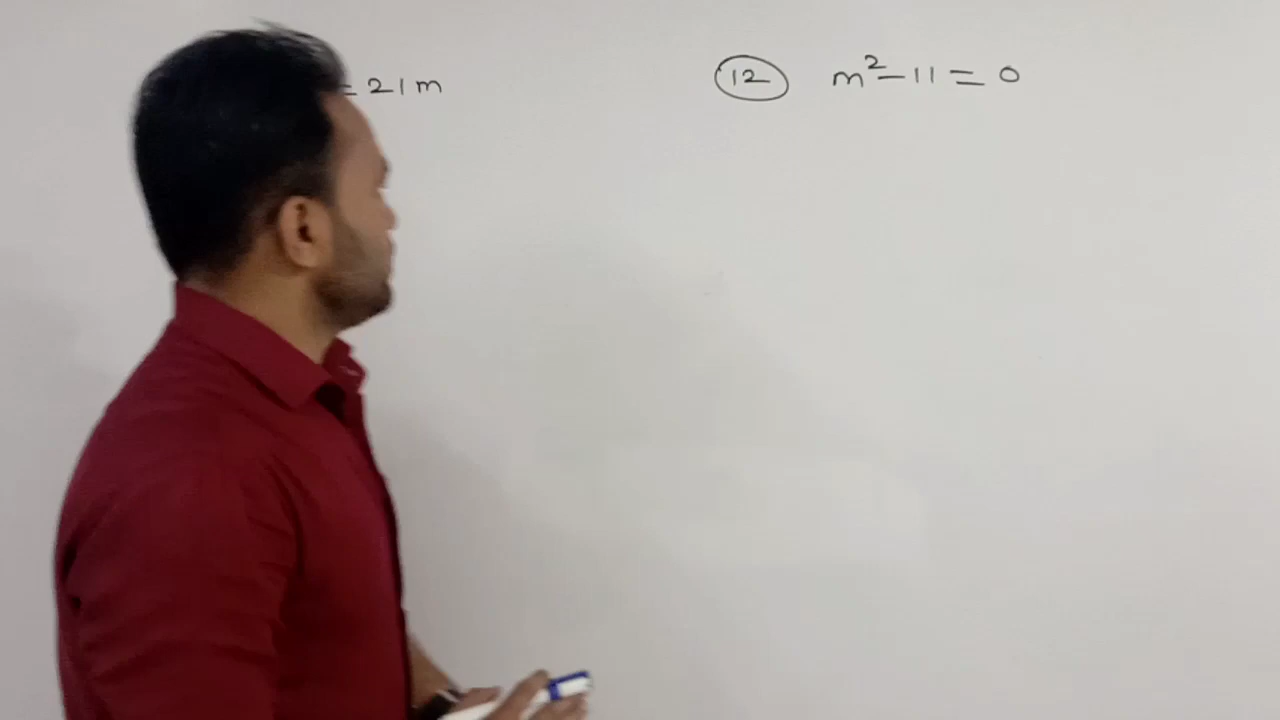 = 21m
12 m² - 11 = 0